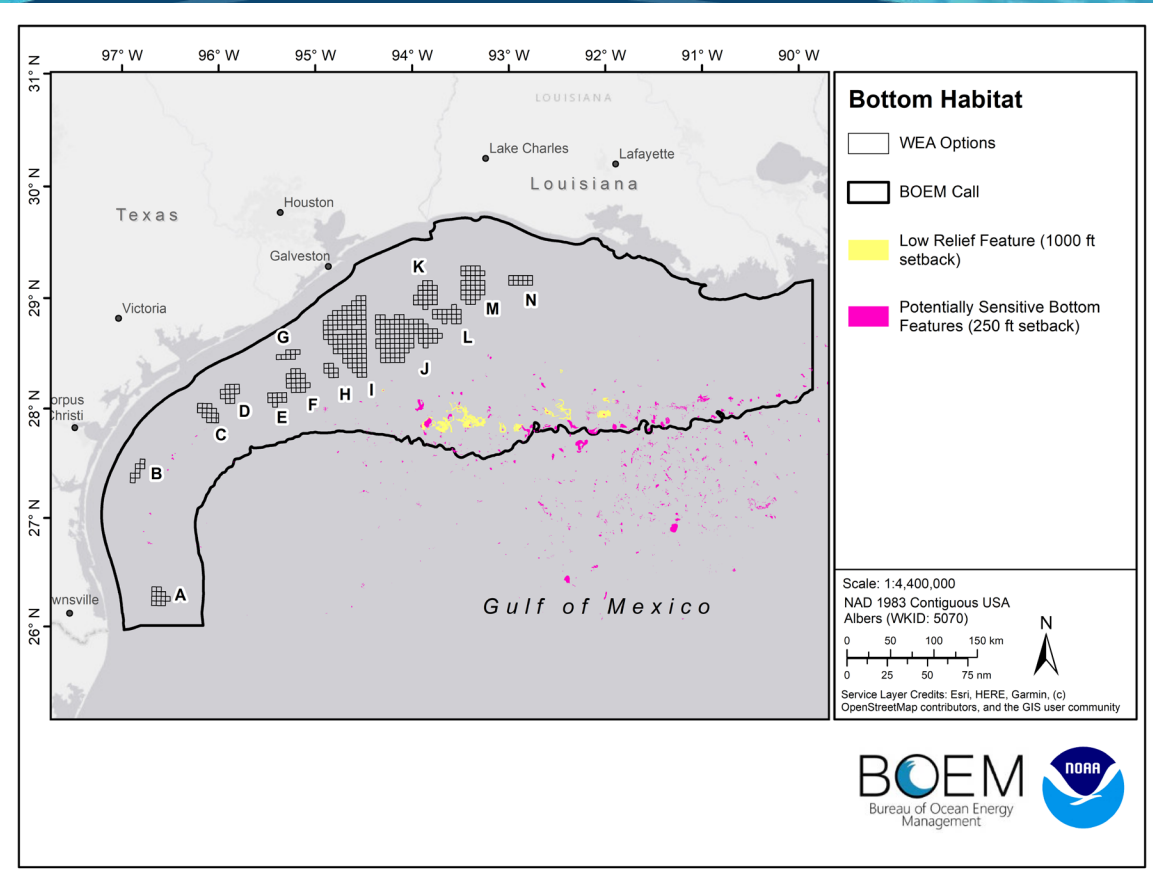 97° W 96° W 95° W 94° W 93° W 92° W 91° W 90° W
31° N
30° N
29° N
28° N
27° N
26° N
LOUISIANA
Lake Charles
Lafayette
Louisiana
Texas
Houston
Galveston
Victoria
orpus
Christi
wnsville
K
N
M
G
L
J
I
H
F
E
D
C
B
A
Gulf of Mexico
Bottom Habitat
WEA Options
BOEM Call
Low Relief Feature (1000 ft
setback)
Potentially Sensitive Bottom
Features (250 ft setback)
Scale: 1:4,400,000
NAD 1983 Contiguous USA
Albers (WKID: 5070)
N
0 50 100 150 km
0 25 50 75 nm
Service Layer Credits: Esri, HERE, Garmin, (c)
OpenStreetMap contributors, and the GIS user community
BOEM
Bureau of Ocean Energy
Management
NOAA